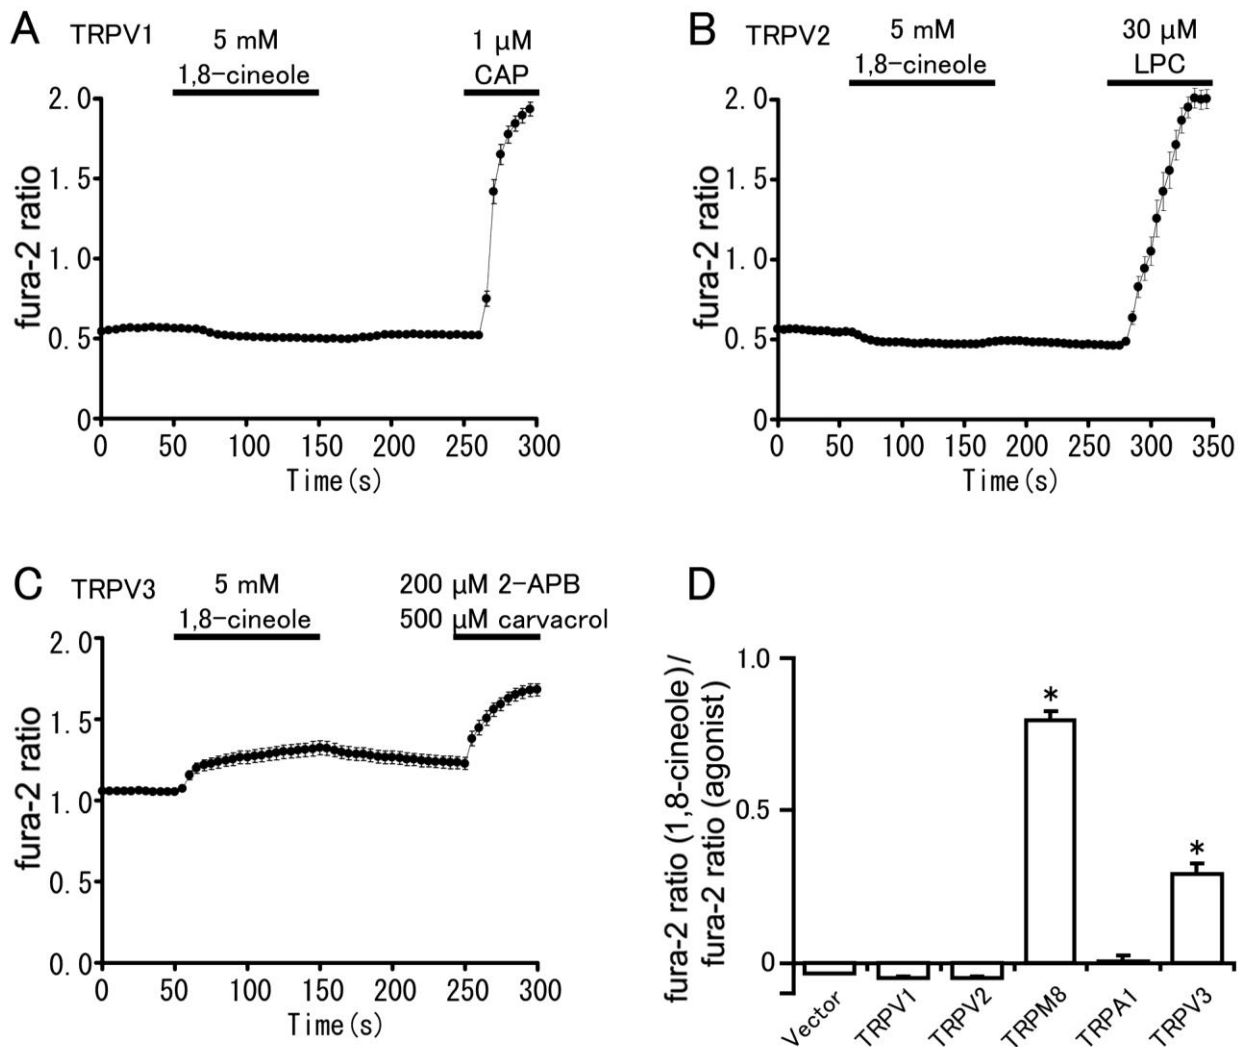 A
TRPV1
5 mM
1,8-cineole
1 μM
CAP
2.0
1.5
1.0
0.5
0
fura-2 ratio
0 50 100 150 200 250 300
Time(s)
B
TRPV2
5 mM
1,8-cineole
30 μM
LPC
2.0
1.5
1.0
0.5
0
fura-2 ratio
0 50 100 150 200 250 300 350
Time(s)
C
TRPV3
5 mM
1,8-cineole
200 μM 2-APB
500 μM carvacrol
2.0
1.5
1.0
0.5
0.0
fura-2 ratio
0 50 100 150 200 250 300
Time(s)
D
fura-2 ratio (1,8-cineole)/
fura-2 ratio (agonist)
1.0
0.5
0
*
*
Vector
TRPV1
TRPV2
TRPM8
TRPA1
TRPV3